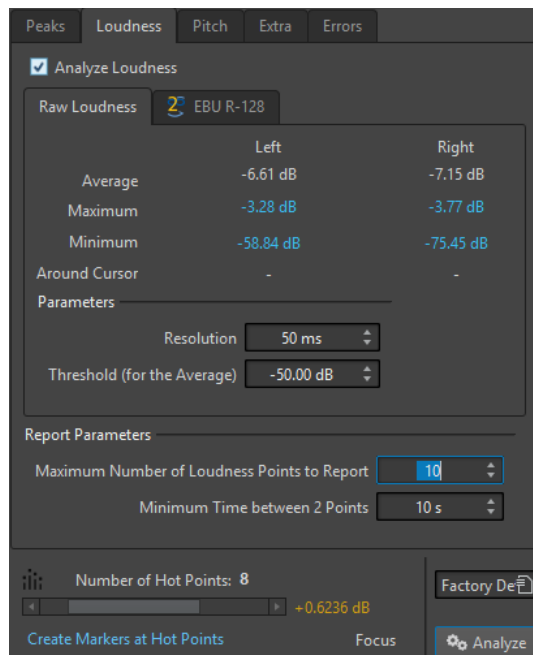 Peaks Loudness Pitch Extra Errors
Analyze Loudness
Raw Loudness 2 EBU R-128
Left Right
Average -6.61 dB -7.15 dB
Maximum -3.28 dB -3.77 dB
Minimum -58.84 dB -75.45 dB
Around Cursor - -
Parameters
Resolution 50 ms
Threshold (for the Average) -50.00 dB
Report Parameters
Maximum Number of Loudness Points to Report 10
Minimum Time between 2 Points 10 s
Number of Hot Points: 8
Factory De
+0.6236 dB
Create Markers at Hot Points Focus Analyze